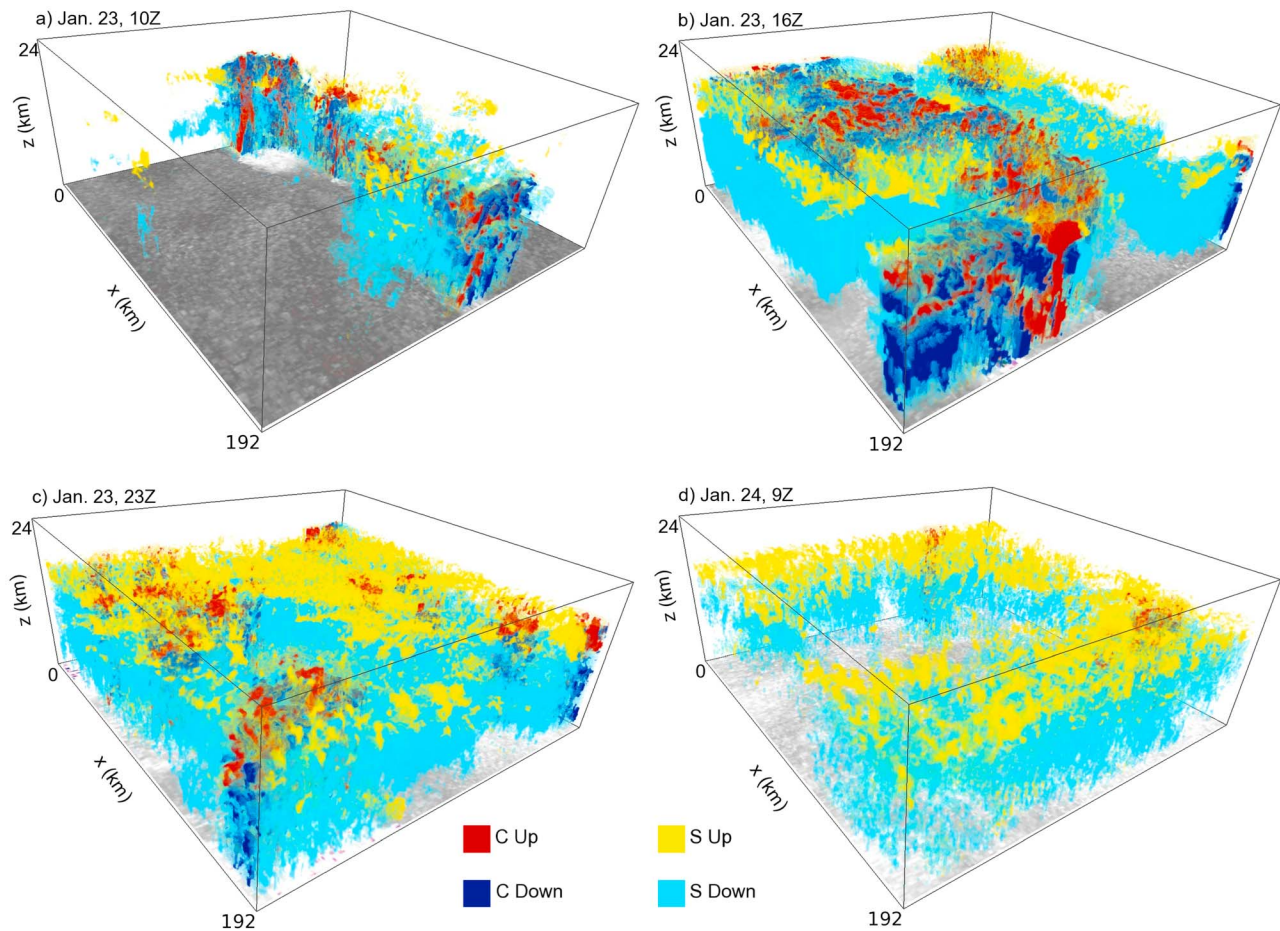 a) Jan. 23, 10Z
24
z (km)
0
x (km)
192
b) Jan. 23, 16Z
24
z (km)
0
x (km)
192
c) Jan. 23, 23Z
24
z (km)
0
x (km)
192
d) Jan. 24, 9Z
24
z (km)
0
x (km)
192
C Up
S Up
C Down
S Down